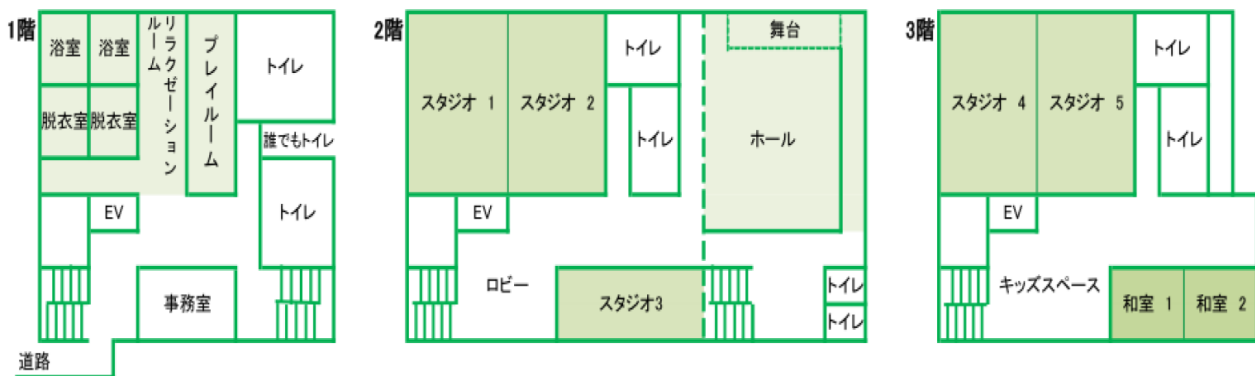 1階
浴室
浴室
リラクゼーション
ルーム
プレイルーム
トイレ
脱衣室
脱衣室
誰でもトイレ
トイレ
EV
事務室
道路
2階
スタジオ 1
スタジオ 2
トイレ
トイレ
舞台
ホール
EV
ロビー
スタジオ3
トイレ
トイレ
3階
スタジオ 4
スタジオ 5
トイレ
トイレ
EV
キッズスペース
和室 1
和室 2